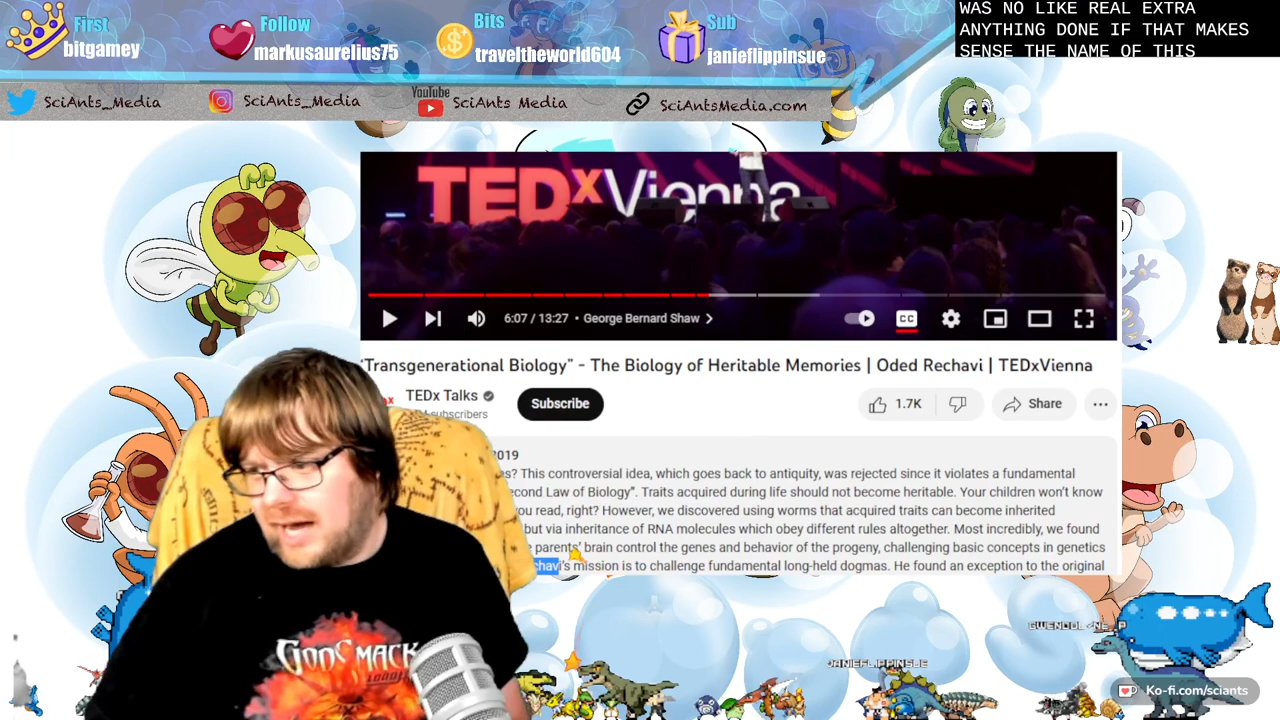 First
bitgamey
Follow
markusaurelius75
Bits
traveltheworld604
Sub
janieflippinsue
WAS NO LIKE REAL EXTRA
ANYTHING DONE IF THAT MAKES
SENSE THE NAME OF THIS
SciAnts_Media
SciAnts_Media
YouTube
SciAnts Media
SciAntsMedia.com
TEDxVienna
6:07 / 13:27 • George Bernard Shaw
CC
"Transgenerational Biology" - The Biology of Heritable Memories | Oded Rechavi | TEDxVienna
TEDx Talks
subscribers
Subscribe
1.7K
Share
2019
es? This controversial idea, which goes back to antiquity, was rejected since it violates a fundamental
econd Law of Biology". Traits acquired during life should not become heritable. Your children won't know
ou read, right? However, we discovered using worms that acquired traits can become inherited
but via inheritance of RNA molecules which obey different rules altogether. Most incredibly, we found
parents' brain control the genes and behavior of the progeny, challenging basic concepts in genetics
chavi's mission is to challenge fundamental long-held dogmas. He found an exception to the original
GODSMACK
JANIEFLIPPINSUE
Ko-fi.com/sciants